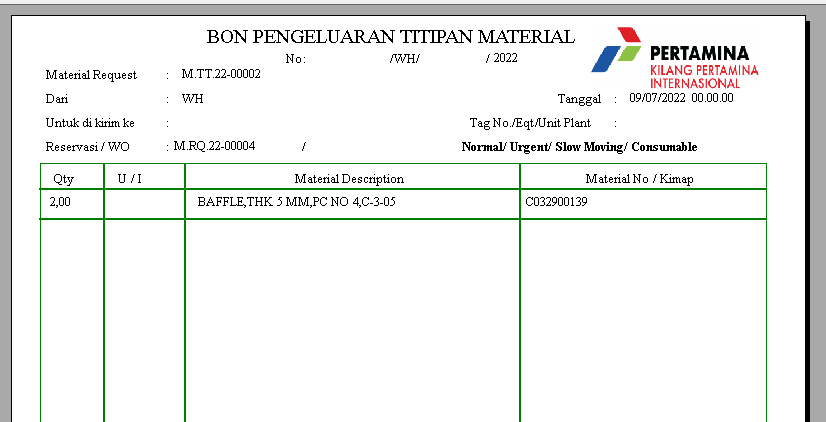 BON PENGELUARAN TITIPAN MATERIAL
No: /WH/ / 2022
PERTAMINA
KILANG PERTAMINA
INTERNASIONAL
Material Request : M.TT.22-00002
Dari : WH
Tanggal : 09/07/2022 00.00.00
Untuk di kirim ke :
Tag No./Eqt/Unit Plant :
Reservasi / WO : M.RQ.22-00004 /
Normal/ Urgent/ Slow Moving/ Consumable
Qty U / I Material Description Material No / Kimap
2,00 BAFFLE,THK 5 MM,PC NO 4,C-3-05 C032900139